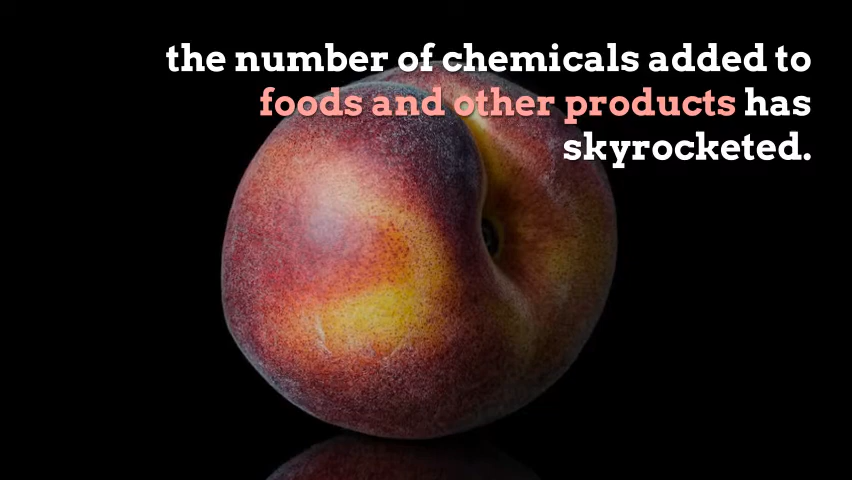 the number of chemicals added to
foods and other products has
skyrocketed.